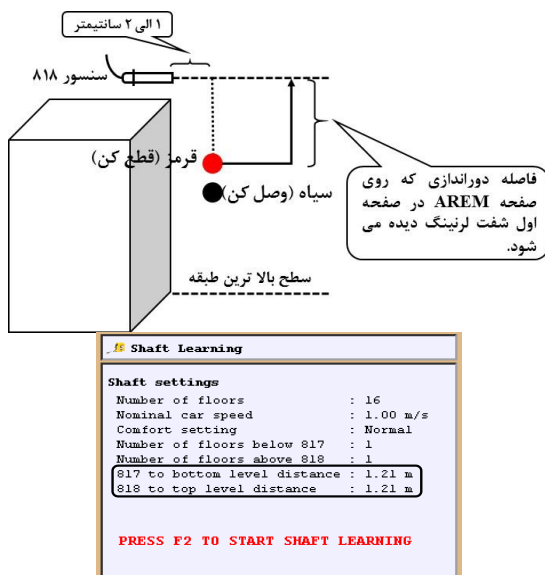 ۱ الی ۲ سانتیمتر
سنسور ۸۱۸
قرمز (قطع کن)
سیاه (وصل کن)
فاصله دوراندازی که روی
صفحه AREM در صفحه
اول شفت لرنینگ دیده می
شود.
سطح بالا ترین طبقه
Shaft Learning
Shaft settings
Number of floors : 16
Nominal car speed : 1.00 m/s
Comfort setting : Normal
Number of floors below 817 : 1
Number of floors above 818 : 1
817 to bottom level distance : 1.21 m
818 to top level distance : 1.21 m
PRESS F2 TO START SHAFT LEARNING